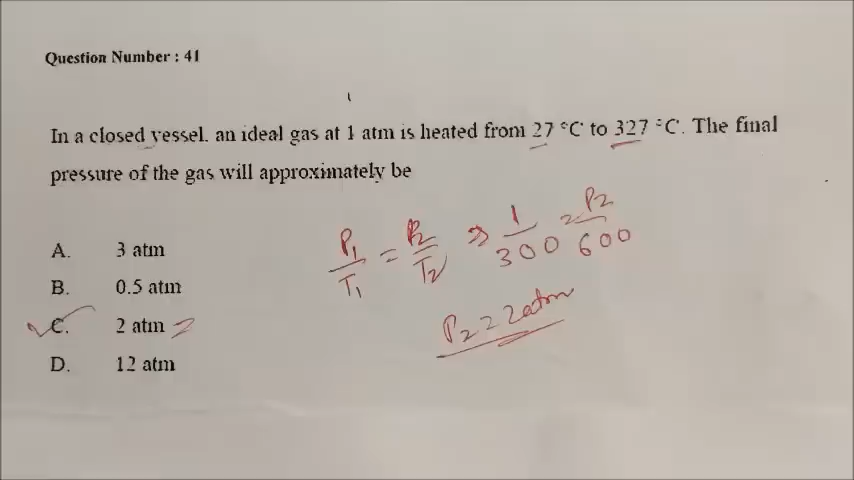 Question Number : 41
In a closed vessel. an ideal gas at 1 atm is heated from 27 °C to 327 °C. The final
pressure of the gas will approximately be
P₁/T₁ = P₂/T₂ ⇒ 1/300 = P₂/600
A. 3 atm
B. 0.5 atm
C. 2 atm
P₂ = 2atm
D. 12 atm